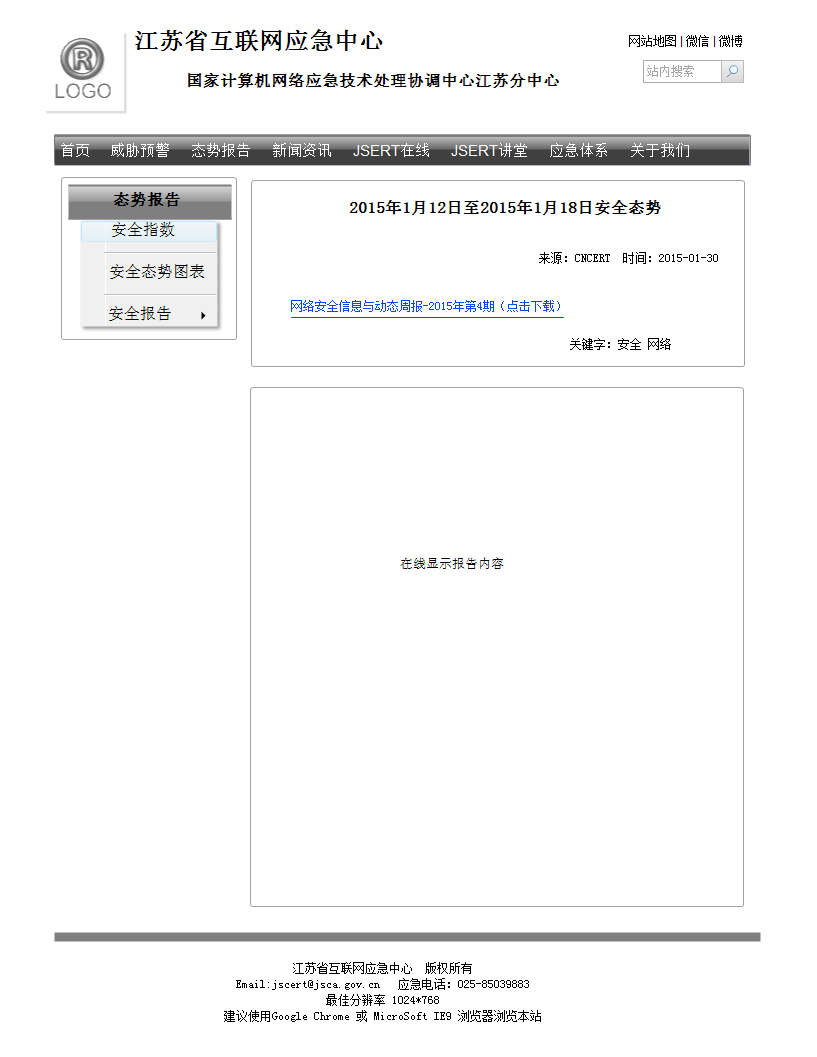 江苏省互联网应急中心
网站地图 | 微信 | 微博
国家计算机网络应急技术处理协调中心江苏分中心
站内搜索
R
LOGO
首页 威胁预警 态势报告 新闻资讯 JSERT在线 JSERT讲堂 应急体系 关于我们
态势报告
安全指数
安全态势图表
安全报告
2015年1月12日至2015年1月18日安全态势
来源：CNCERT 时间：2015-01-30
网络安全信息与动态周报-2015年第4期（点击下载）
关键字：安全 网络
在线显示报告内容
江苏省互联网应急中心 版权所有
Email:jscert@jsca.gov.cn 应急电话：025-85039883
最佳分辨率 1024*768
建议使用Google Chrome 或 MicroSoft IE9 浏览器浏览本站